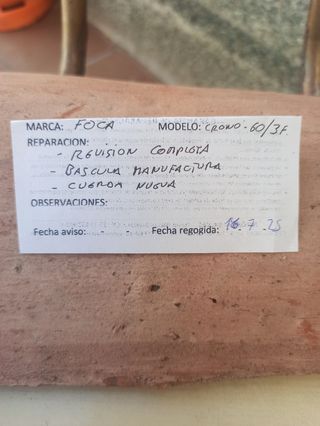 MARCA: FOCA MODELO: CRONO-60/3F
REPARACION:
- REVISION COMPLETA
- BASCULA MANUFACTURA
- CUERDA NUEVA
OBSERVACIONES:
Fecha aviso: - - Fecha regogida: 16.7.25